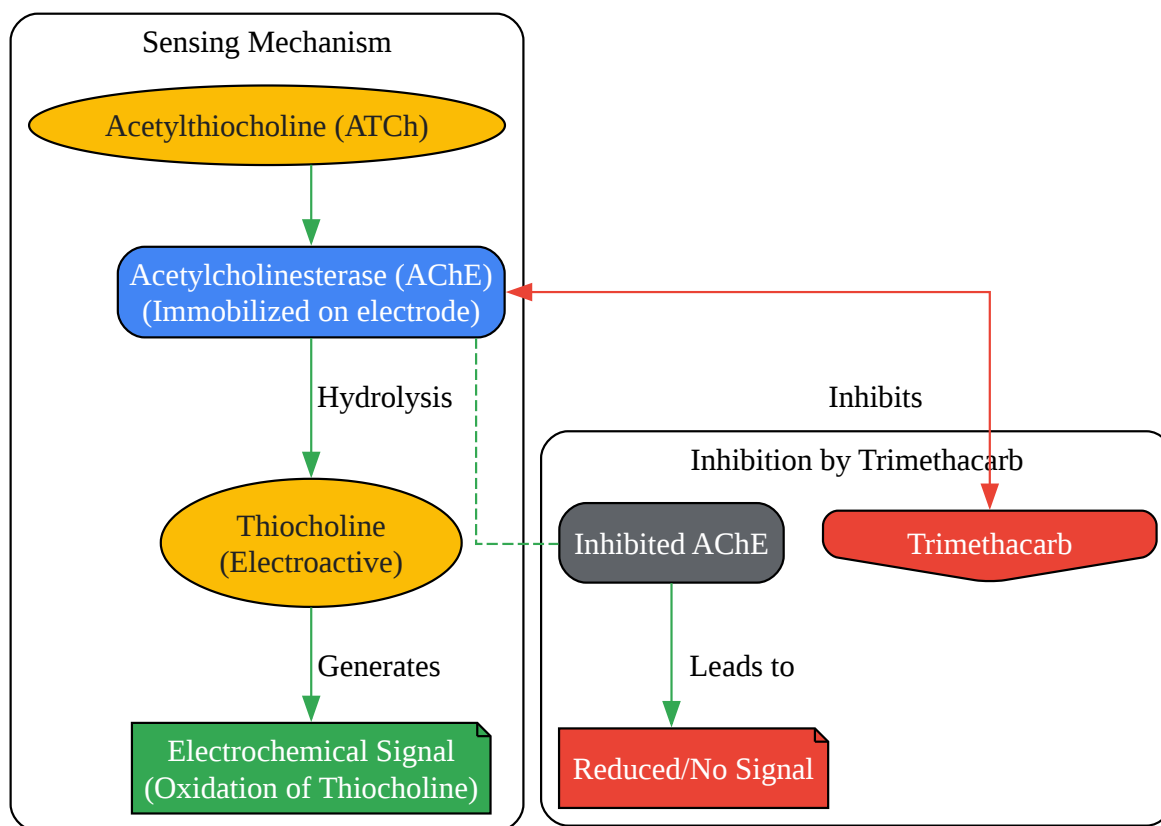 Sensing Mechanism
Acetylthiocholine (ATCh)
Acetylcholinesterase (AChE)
(Immobilized on electrode)
Hydrolysis
Thiocholine
(Electroactive)
Generates
Electrochemical Signal
(Oxidation of Thiocholine)
Inhibits
Inhibition by Trimethacarb
Inhibited AChE
Trimethacarb
Leads to
Reduced/No Signal